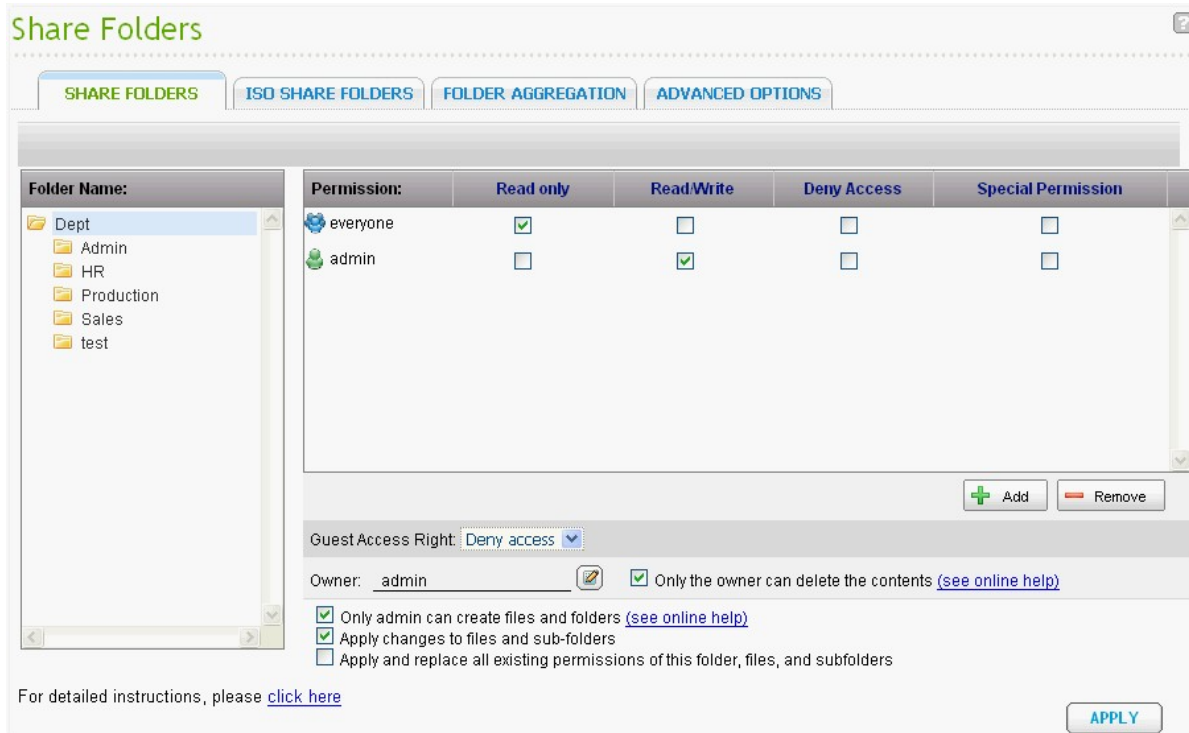 Share Folders
?
SHARE FOLDERS ISO SHARE FOLDERS FOLDER AGGREGATION ADVANCED OPTIONS
Folder Name:
Dept
Admin
HR
Production
Sales
test
Permission: Read only Read/Write Deny Access Special Permission
everyone
admin
Add Remove
Guest Access Right: Deny access
Owner: admin Only the owner can delete the contents (see online help)
Only admin can create files and folders (see online help)
Apply changes to files and sub-folders
Apply and replace all existing permissions of this folder, files, and subfolders
For detailed instructions, please click here
APPLY